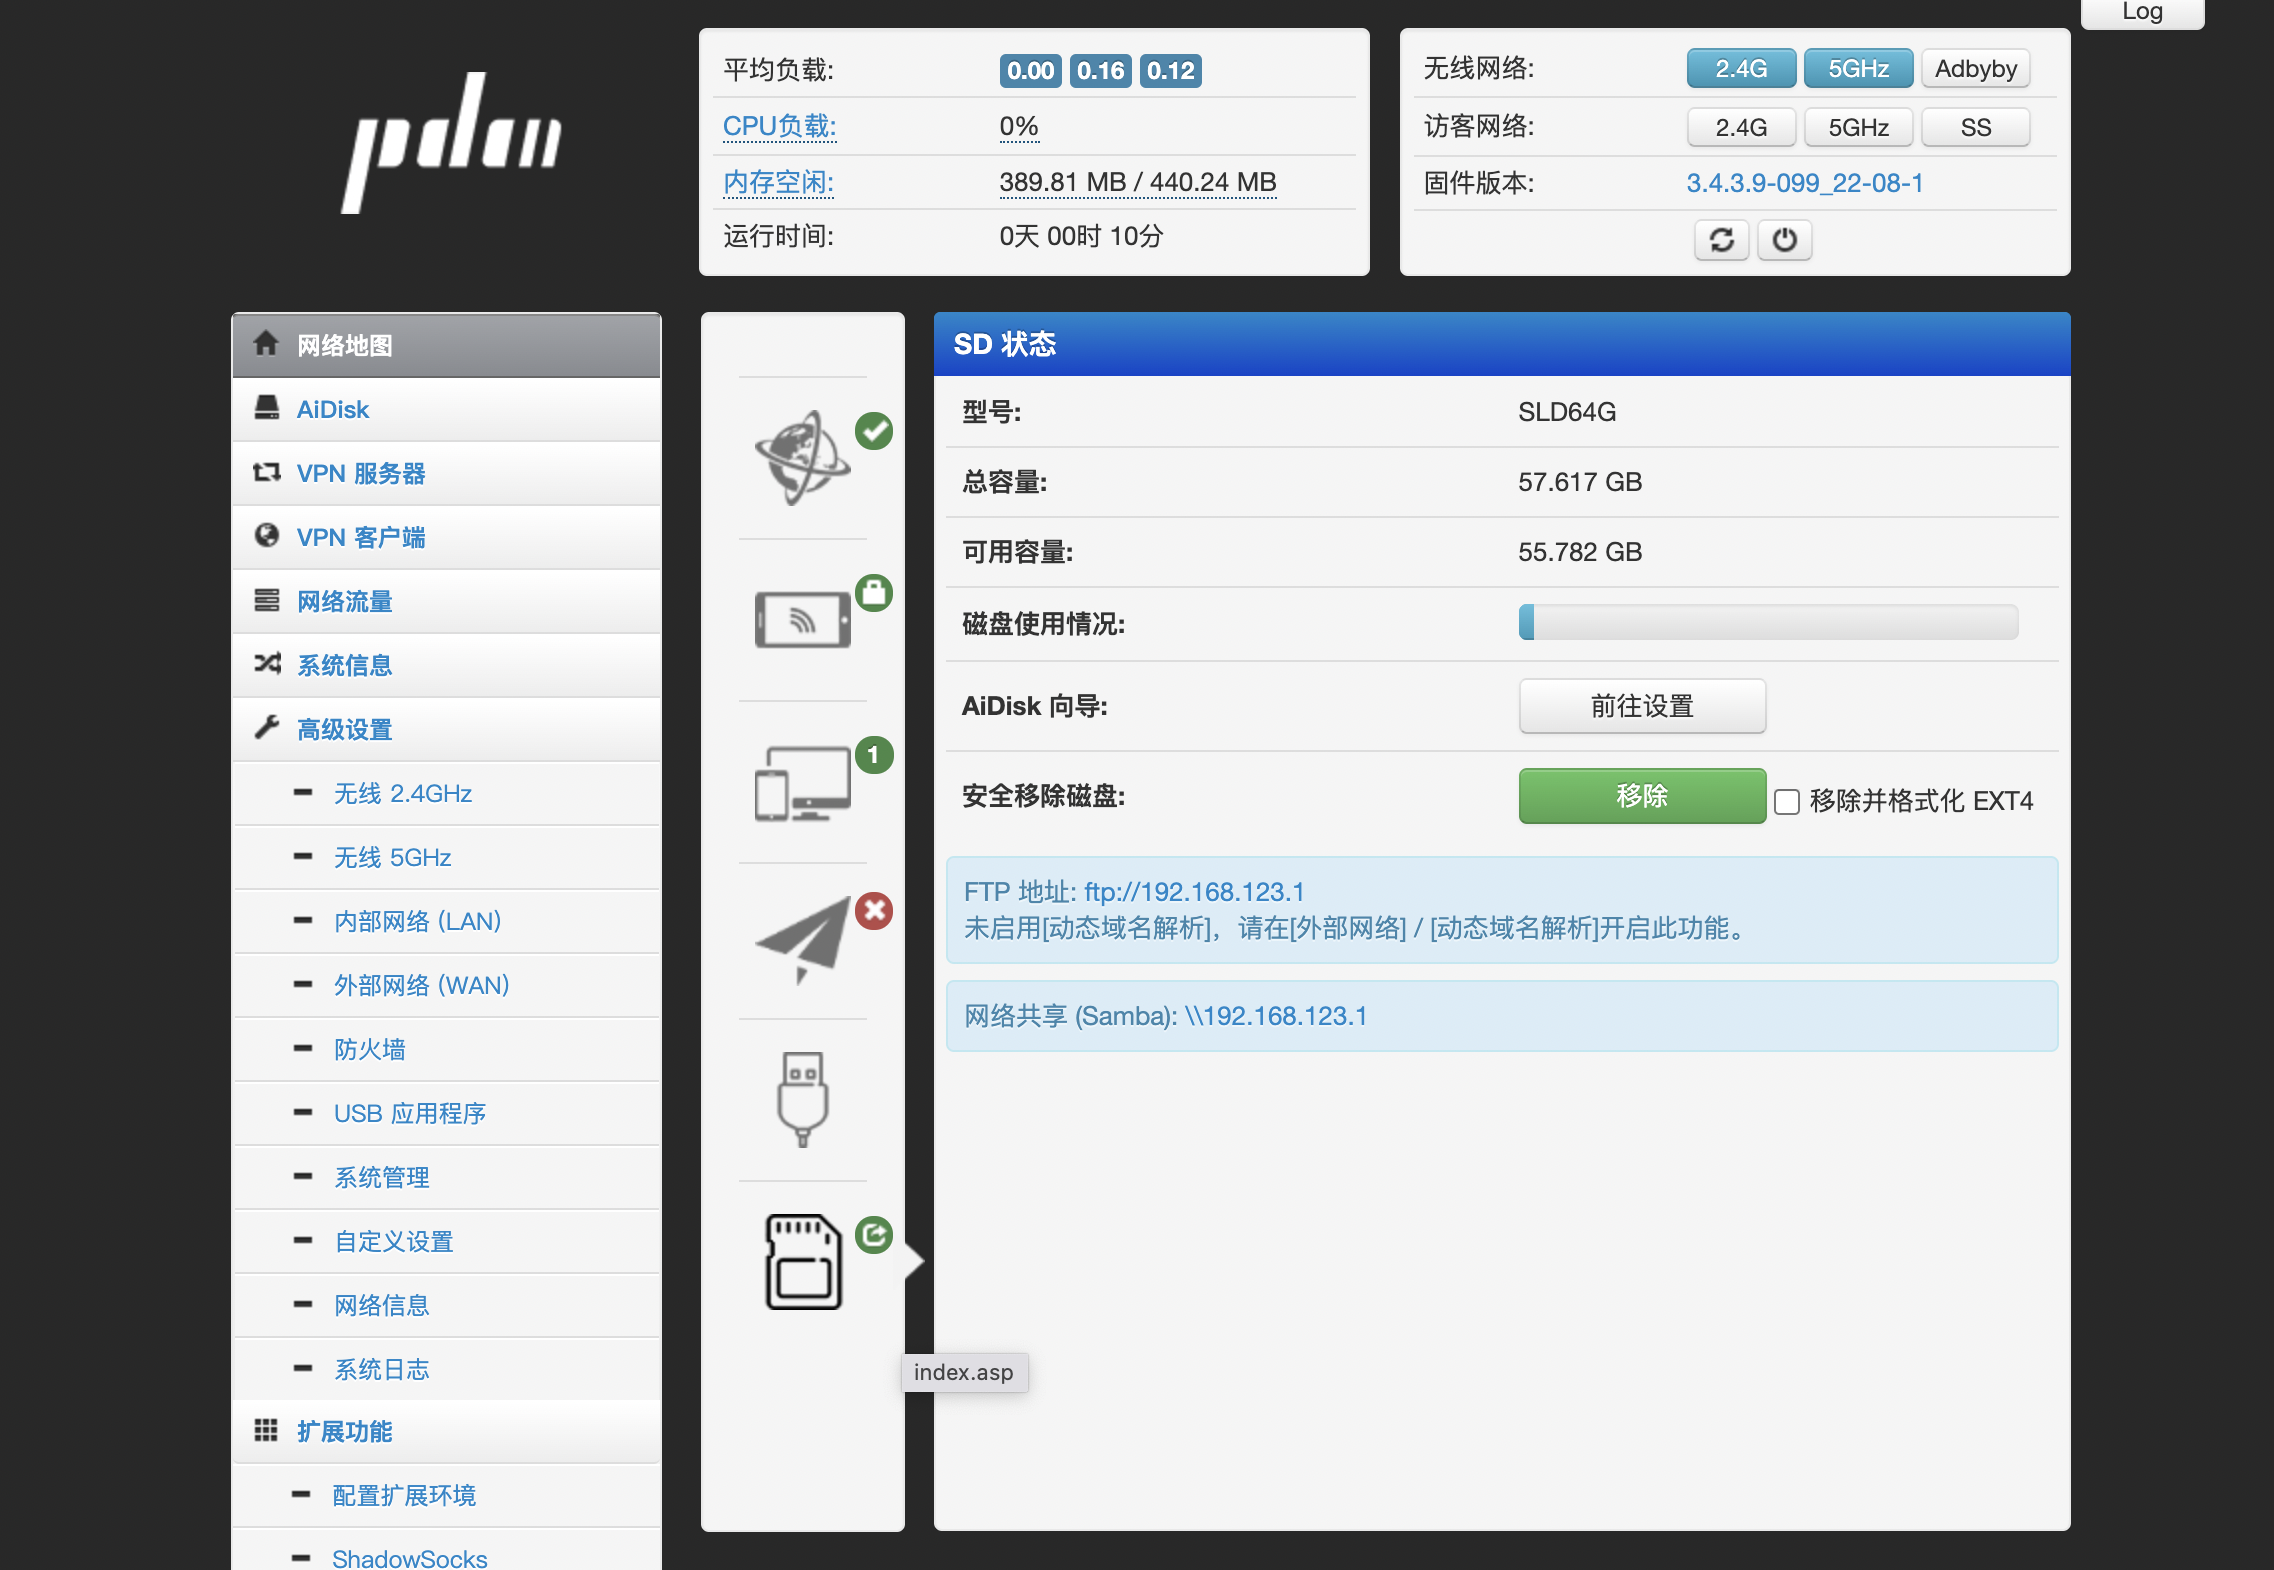 Log
pdcn
平均负载: 0.00 0.16 0.12
CPU负载: 0%
内存空闲: 389.81 MB / 440.24 MB
运行时间: 0天 00时 10分
无线网络: 2.4G 5GHz Adbyby
访客网络: 2.4G 5GHz SS
固件版本: 3.4.3.9-099_22-08-1
网络地图
AiDisk
VPN 服务器
VPN 客户端
网络流量
系统信息
高级设置
无线 2.4GHz
无线 5GHz
内部网络 (LAN)
外部网络 (WAN)
防火墙
USB 应用程序
系统管理
自定义设置
网络信息
系统日志
扩展功能
配置扩展环境
ShadowSocks
1
SD 状态
型号: SLD64G
总容量: 57.617 GB
可用容量: 55.782 GB
磁盘使用情况:
AiDisk 向导: 前往设置
安全移除磁盘: 移除 移除并格式化 EXT4
FTP 地址: ftp://192.168.123.1
未启用[动态域名解析]，请在[外部网络] / [动态域名解析]开启此功能。
网络共享 (Samba): \\192.168.123.1
index.asp